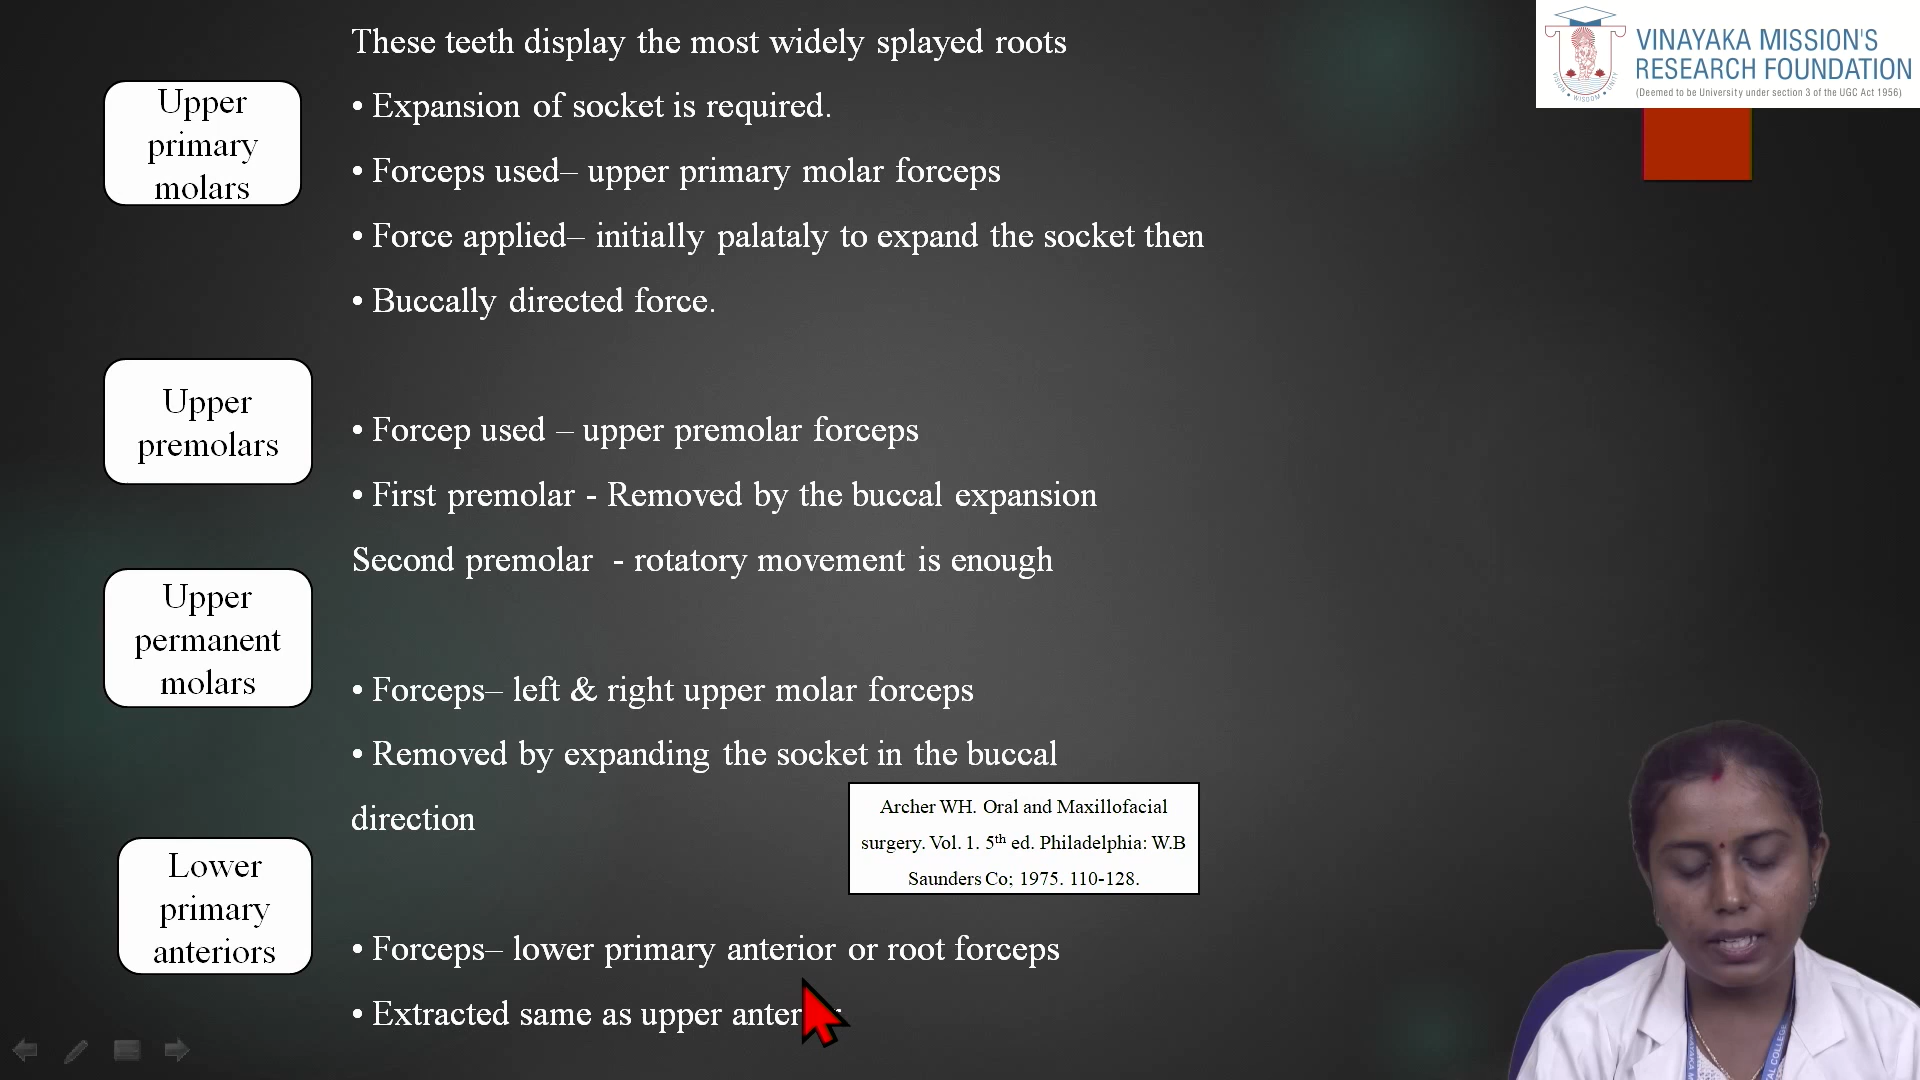 VINAYAKA MISSION'S
RESEARCH FOUNDATION
(Deemed to be University under section 3 of the UGC Act 1956)
These teeth display the most widely splayed roots
Upper
primary
molars
• Expansion of socket is required.
• Forceps used– upper primary molar forceps
• Force applied– initially palataly to expand the socket then
• Buccally directed force.
Upper
premolars
• Forcep used – upper premolar forceps
• First premolar - Removed by the buccal expansion
Second premolar - rotatory movement is enough
Upper
permanent
molars
• Forceps– left & right upper molar forceps
• Removed by expanding the socket in the buccal
direction
Archer WH. Oral and Maxillofacial
surgery. Vol. 1. 5th ed. Philadelphia: W.B
Saunders Co; 1975. 110-128.
Lower
primary
anteriors
• Forceps– lower primary anterior or root forceps
• Extracted same as upper